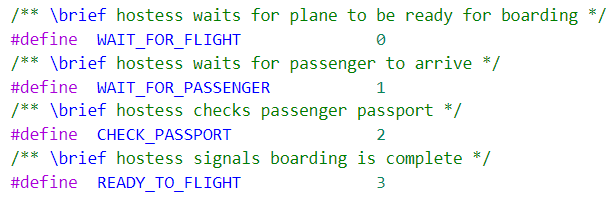 /** \brief hostess waits for plane to be ready for boarding */
#define  WAIT_FOR_FLIGHT             0
/** \brief hostess waits for passenger to arrive */
#define  WAIT_FOR_PASSENGER          1
/** \brief hostess checks passenger passport */
#define  CHECK_PASSPORT              2
/** \brief hostess signals boarding is complete */
#define  READY_TO_FLIGHT             3